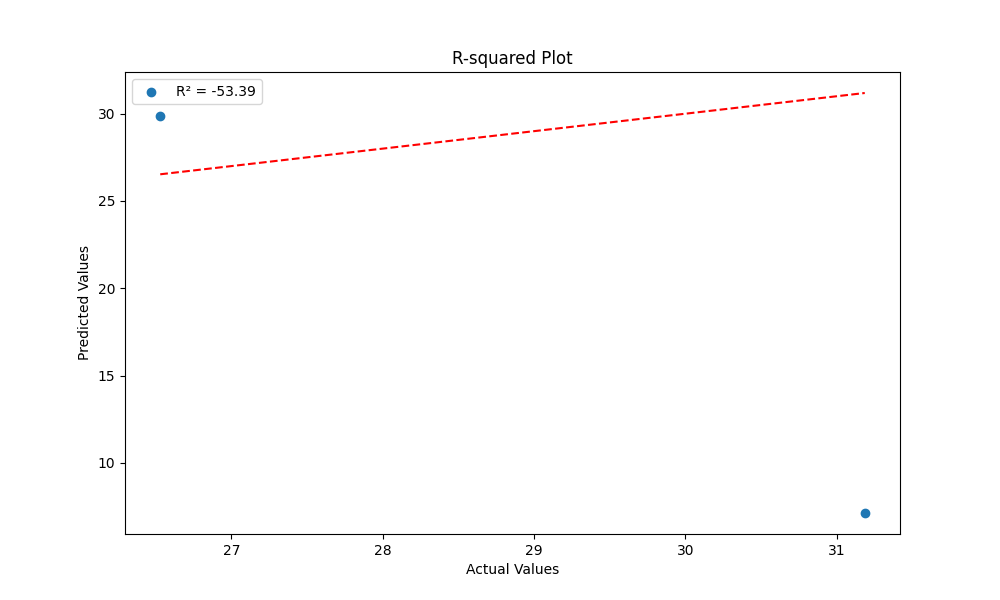 R-squared Plot
R² = -53.39
30
25
20
15
10
Predicted Values
27
28
29
30
31
Actual Values